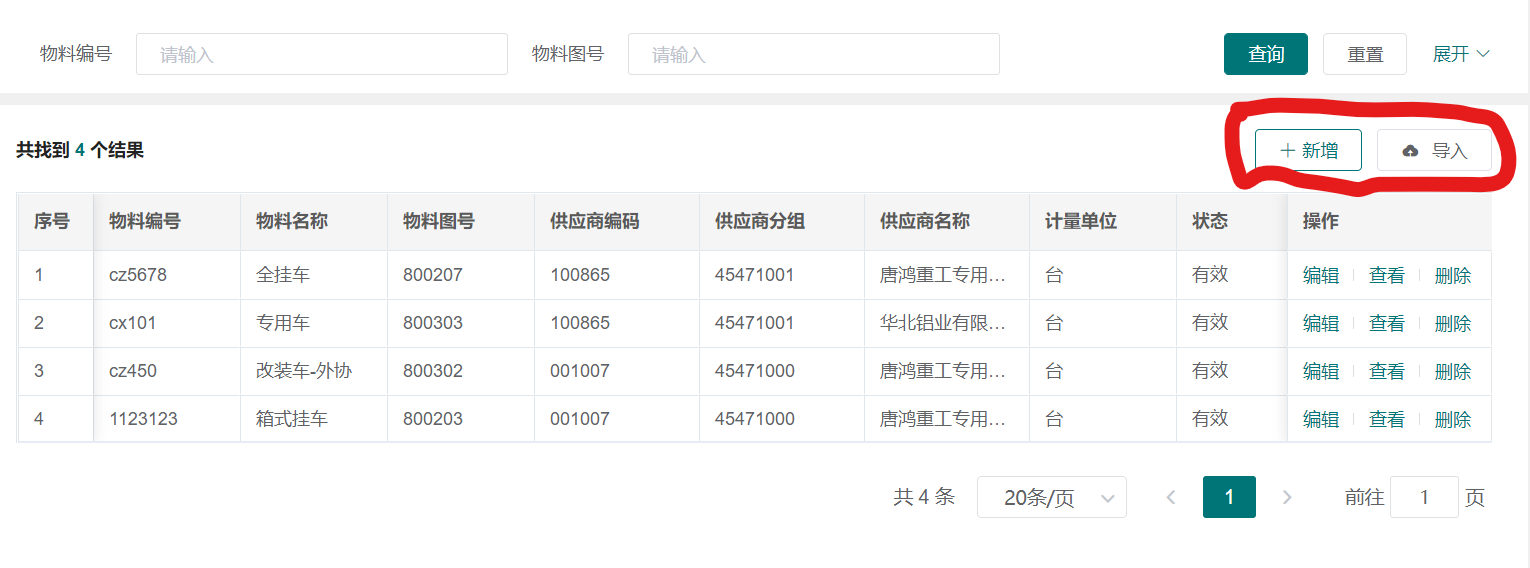 物料编号 请输入 物料图号 请输入 查询 重置 展开
共找到 4 个结果 新增 导入
序号 物料编号 物料名称 物料图号 供应商编码 供应商分组 供应商名称 计量单位 状态 操作
1 cz5678 全挂车 800207 100865 45471001 唐鸿重工专用… 台 有效 编辑 查看 删除
2 cx101 专用车 800303 100865 45471001 华北铝业有限… 台 有效 编辑 查看 删除
3 cz450 改装车-外协 800302 001007 45471000 唐鸿重工专用… 台 有效 编辑 查看 删除
4 1123123 箱式挂车 800203 001007 45471000 唐鸿重工专用… 台 有效 编辑 查看 删除
共 4 条 20条/页 1 前往 1 页